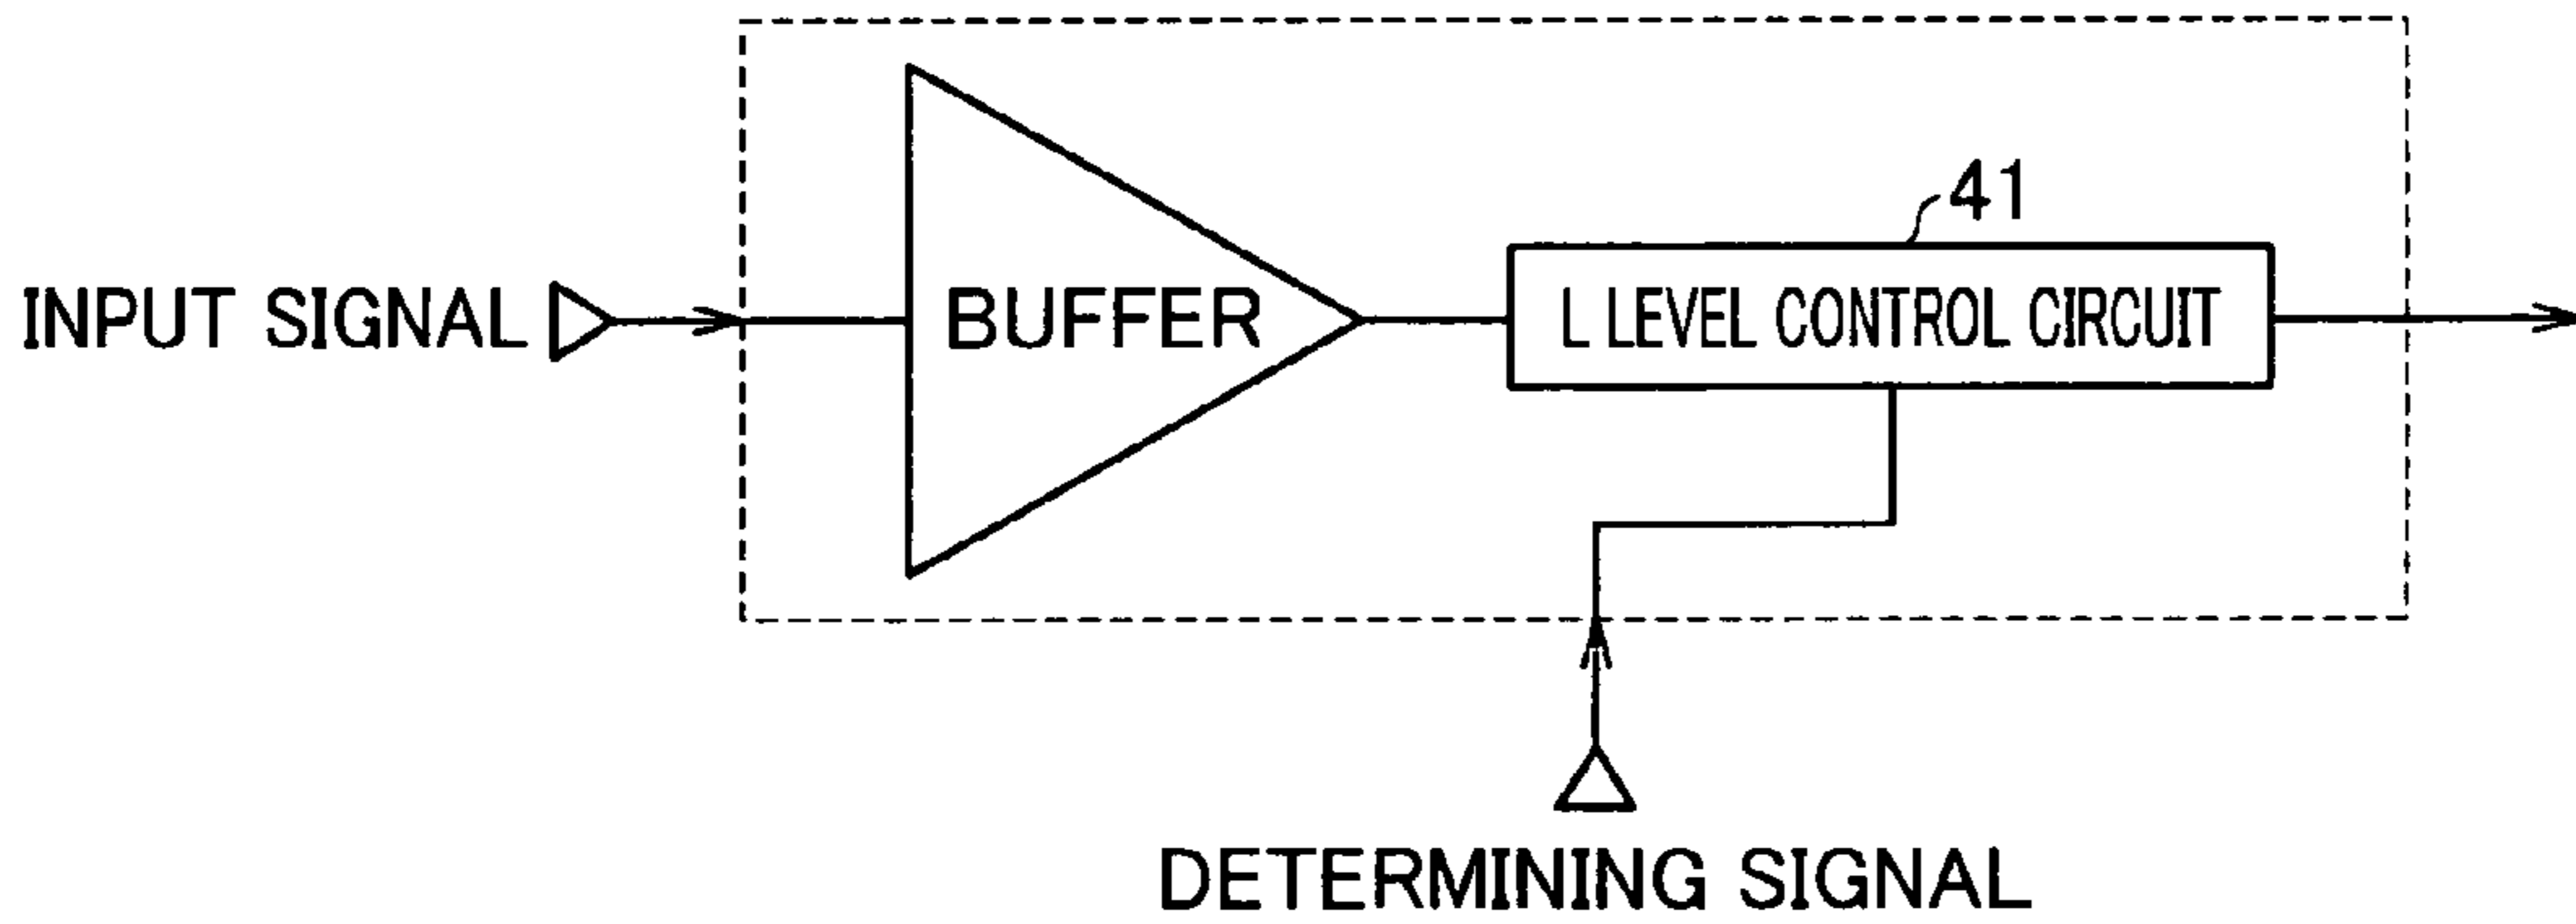 41
INPUT SIGNAL
BUFFER
L LEVEL CONTROL CIRCUIT
DETERMINING SIGNAL